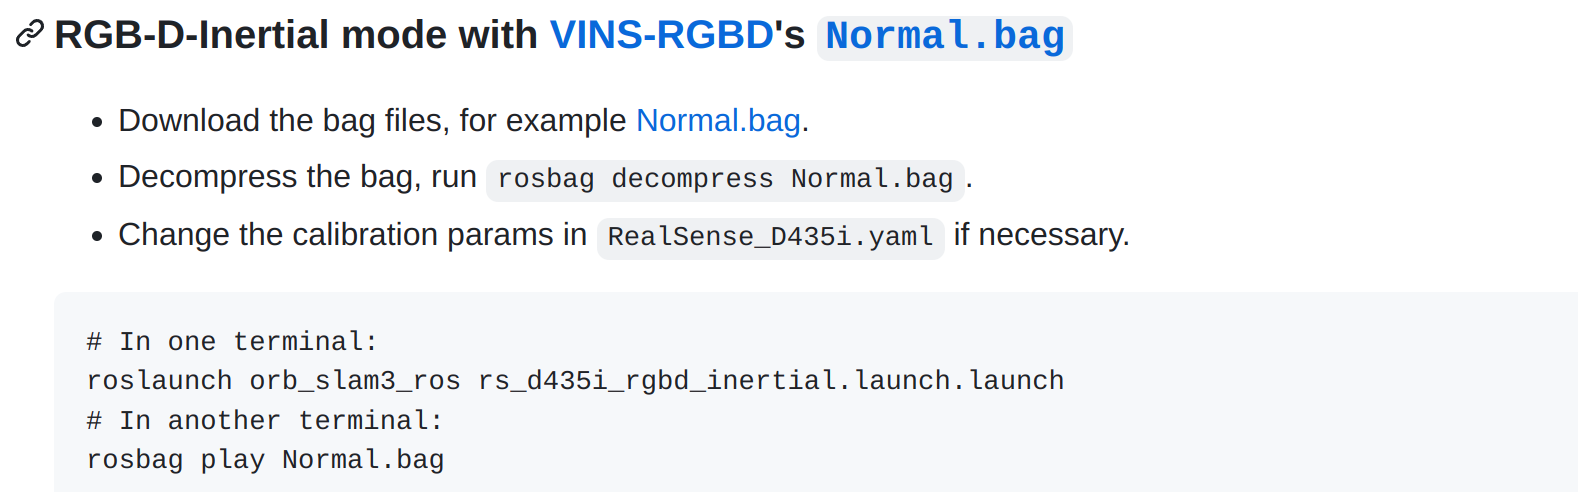 RGB-D-Inertial mode with VINS-RGBD's Normal.bag
Download the bag files, for example Normal.bag.
Decompress the bag, run rosbag decompress Normal.bag.
Change the calibration params in RealSense_D435i.yaml if necessary.
# In one terminal:
roslaunch orb_slam3_ros rs_d435i_rgbd_inertial.launch.launch
# In another terminal:
rosbag play Normal.bag